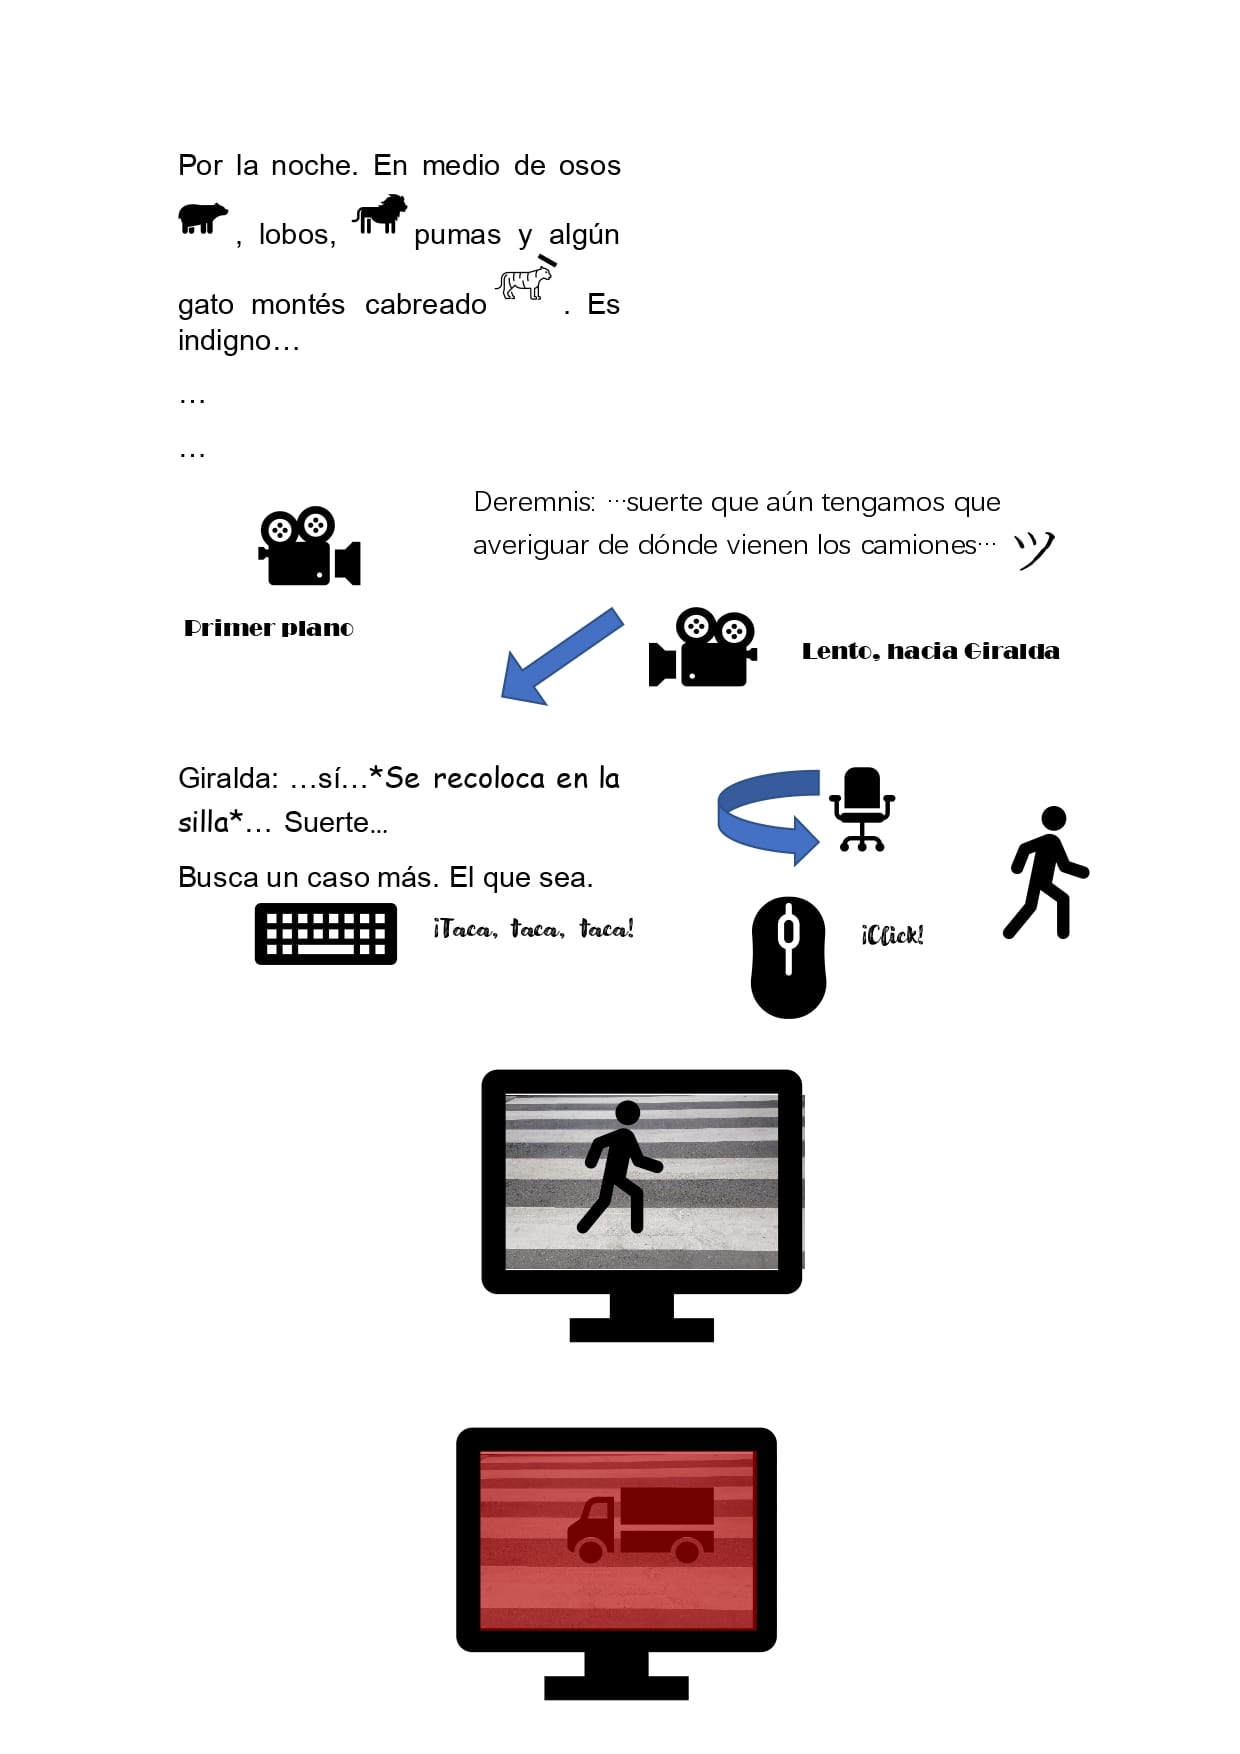 Por la noche. En medio de osos
, lobos, pumas y algún
gato montés cabreado . Es
indigno…
…
…
Deremnis: …suerte que aún tengamos que
averiguar de dónde vienen los camiones… ツ
Primer plano
Lento, hacia Giralda
Giralda: …sí…*Se recoloca en la
silla*… Suerte…
Busca un caso más. El que sea.
¡Taca, taca, taca!
¡Click!